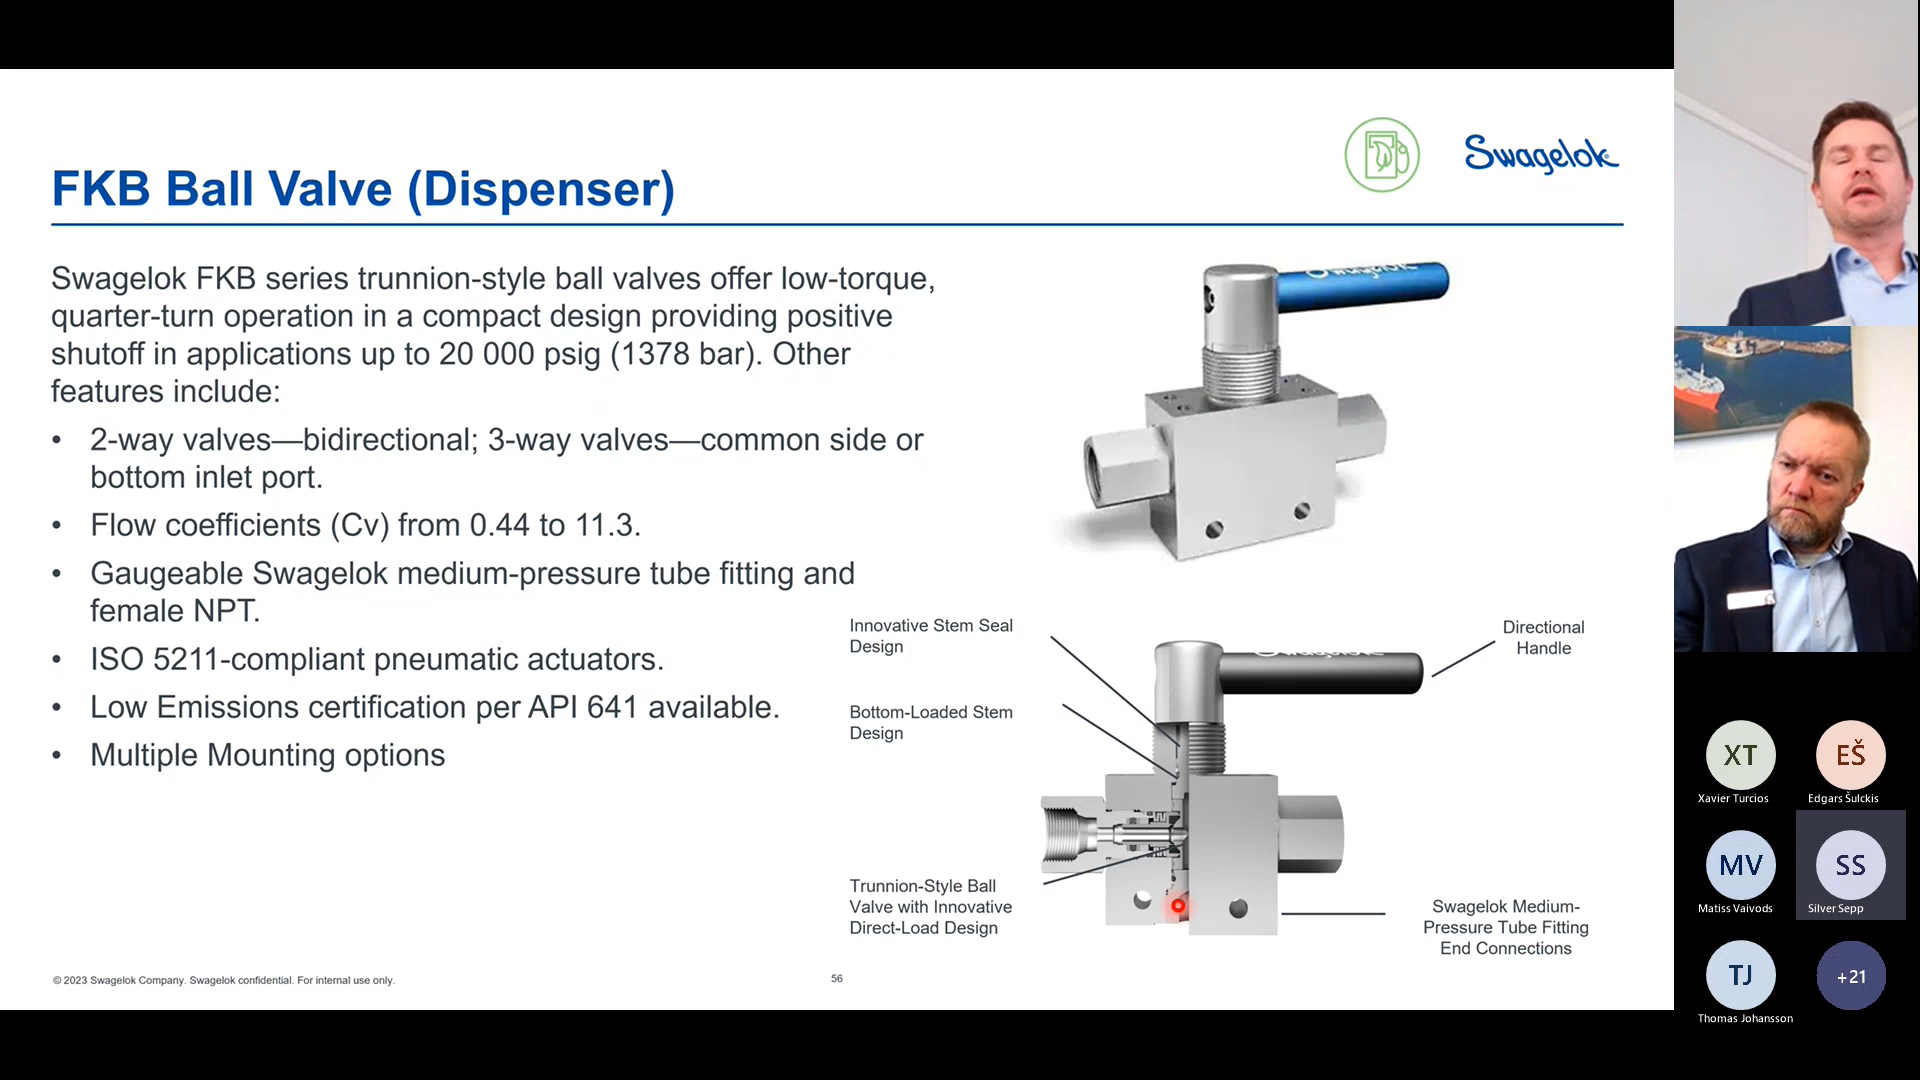 Swagelok
FKB Ball Valve (Dispenser)
Swagelok FKB series trunnion-style ball valves offer low-torque,
quarter-turn operation in a compact design providing positive
shutoff in applications up to 20 000 psig (1378 bar). Other
features include:
• 2-way valves—bidirectional; 3-way valves—common side or
bottom inlet port.
• Flow coefficients (Cv) from 0.44 to 11.3.
• Gaugeable Swagelok medium-pressure tube fitting and
female NPT.
• ISO 5211-compliant pneumatic actuators.
• Low Emissions certification per API 641 available.
• Multiple Mounting options
Swagelok
Innovative Stem Seal
Design
Bottom-Loaded Stem
Design
Trunnion-Style Ball
Valve with Innovative
Direct-Load Design
Swagelok
Directional
Handle
Swagelok Medium-
Pressure Tube Fitting
End Connections
© 2023 Swagelok Company. Swagelok confidential. For internal use only.
56
XT
Xavier Turcios
EŠ
Edgars Šulckis
MV
Matiss Vaivods
SS
Silver Sepp
TJ
Thomas Johansson
+21